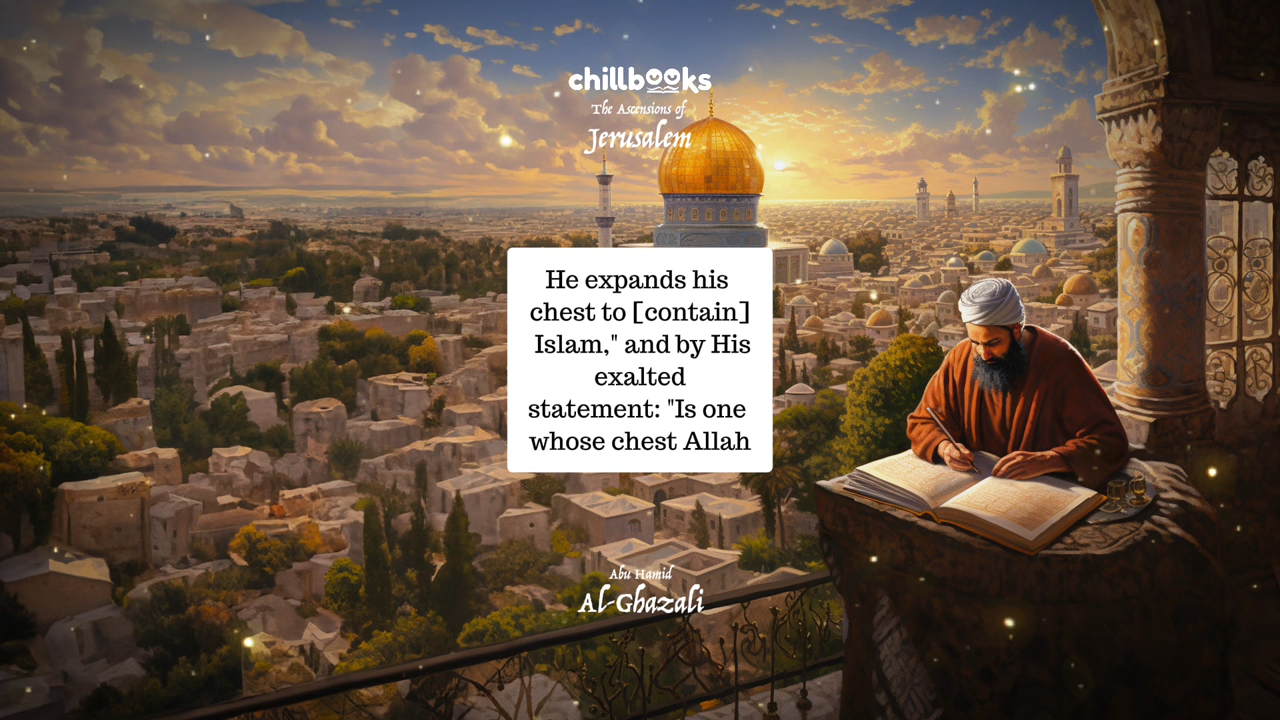 chillbooks
The Ascensions of
Jerusalem
He expands his
chest to [contain]
Islam," and by His
exalted
statement: "Is one
whose chest Allah
Abu Hamid
Al-Ghazali